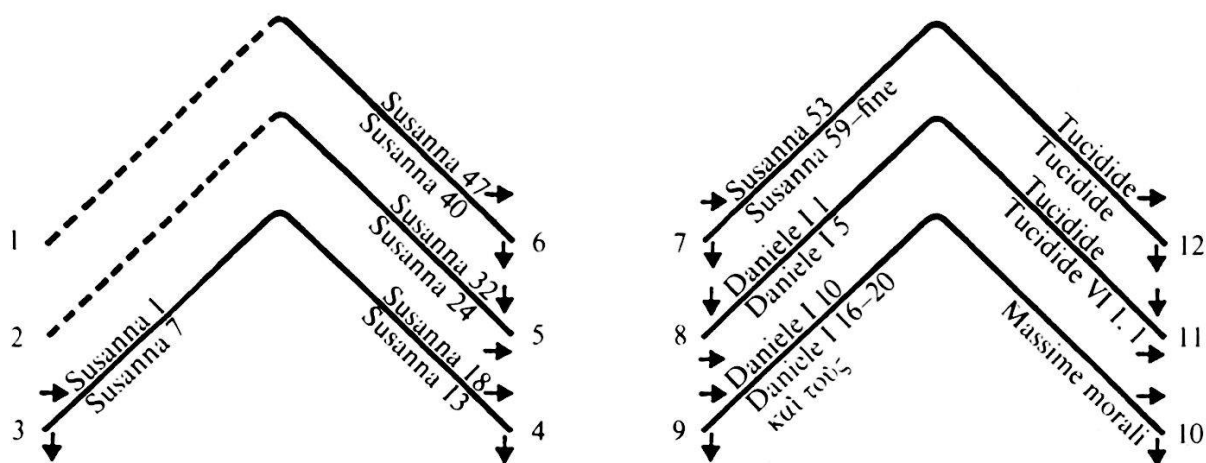 Susanna 47
Susanna 40
1
6
Susanna 32
Susanna 24
2
5
Susanna 1
Susanna 7
Susanna 18
Susanna 13
3
4
Susanna 53
Susanna 59–fine
Tucidide
Tucidide
7
12
Daniele I 1
Daniele I 5
Tucidide
Tucidide VI 1. 1
8
11
Daniele I 10
Daniele I 16–20
καὶ τοὺς
Massime morali
9
10